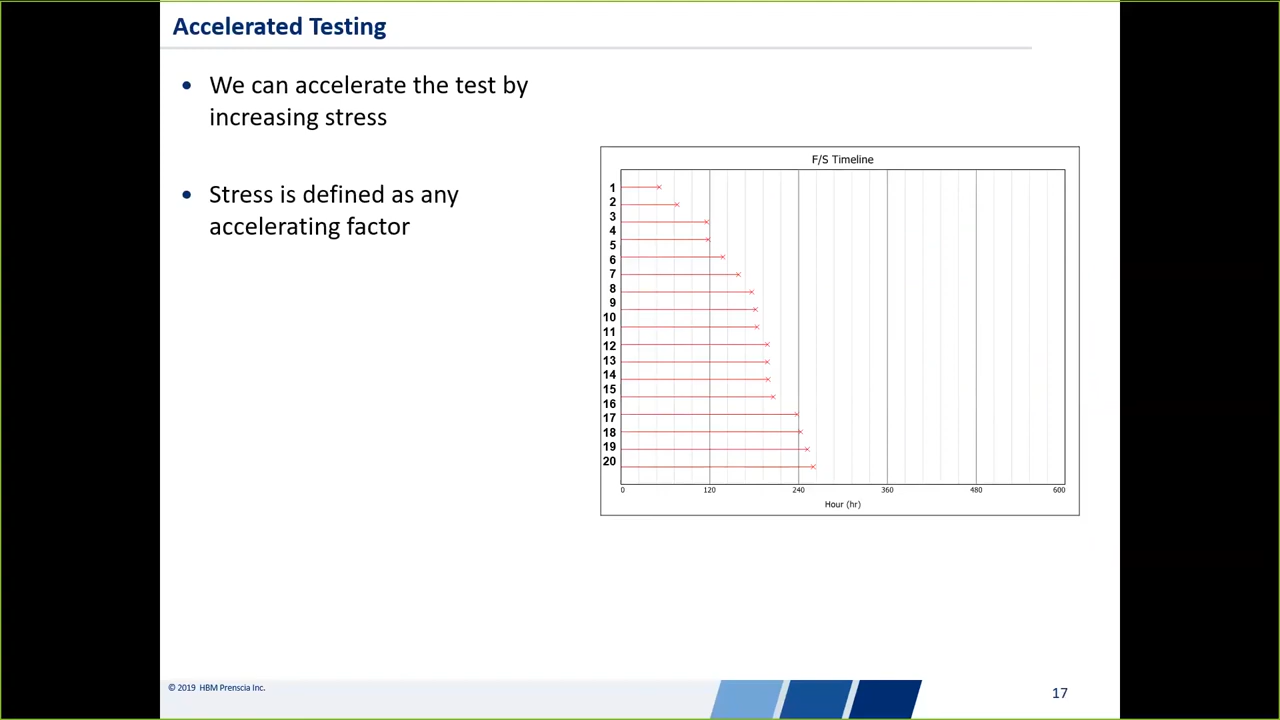 Accelerated Testing
• We can accelerate the test by
increasing stress
• Stress is defined as any
accelerating factor
F/S Timeline
1
2
3
4
5
6
7
8
9
10
11
12
13
14
15
16
17
18
19
20
0 120 240 360 480 600
Hour (hr)
© 2019 HBM Prenscia Inc.
17